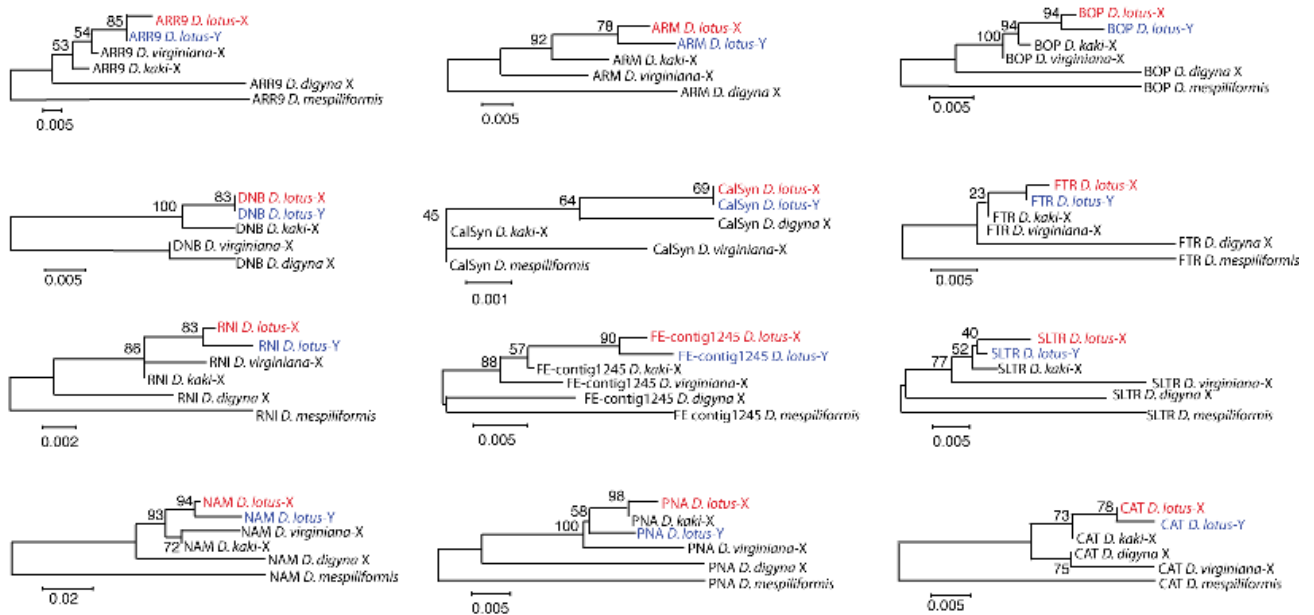 85
ARR9 D. lotus-X
54
ARR9 D. lotus-Y
53
ARR9 D. virginiana-X
ARR9 D. kaki-X
ARR9 D. digyna X
ARR9 D. mespiliformis
0.005
78
ARM D. lotus-X
92
ARM D. lotus-Y
ARM D. kaki-X
ARM D. virginiana-X
ARM D. digyna X
0.005
94
BOP D. lotus-X
94
BOP D. lotus-Y
100
BOP D. kaki-X
BOP D. virginiana-X
BOP D. digyna X
BOP D. mespiliformis
0.005
83
DNB D. lotus-X
100
DNB D. lotus-Y
DNB D. kaki-X
DNB D. virginiana-X
DNB D. digyna X
0.005
69
CalSyn D. lotus-X
64
CalSyn D. lotus-Y
45
CalSyn D. digyna X
CalSyn D. kaki-X
CalSyn D. virginiana-X
CalSyn D. mespiliformis
0.001
23
FTR D. lotus-X
FTR D. lotus-Y
FTR D. kaki-X
FTR D. virginiana-X
FTR D. digyna X
FTR D. mespiliformis
0.005
83
RNI D. lotus-X
86
RNI D. lotus-Y
RNI D. virginiana-X
RNI D. kaki-X
RNI D. digyna X
RNI D. mespiliformis
0.002
90
FE-contig1245 D. lotus-X
57
FE-contig1245 D. lotus-Y
88
FE-contig1245 D. kaki-X
FE-contig1245 D. virginiana-X
FE-contig1245 D. digyna X
FE contig1245 D. mespiliformis
0.005
40
SLTR D. lotus-X
52
SLTR D. lotus-Y
77
SLTR D. kaki-X
SLTR D. virginiana-X
SLTR D. digyna X
SLTR D. mespiliformis
0.005
94
NAM D. lotus-X
93
NAM D. lotus-Y
NAM D. virginiana-X
72
NAM D. kaki-X
NAM D. digyna X
NAM D. mespiliformis
0.02
98
PNA D. lotus-X
58
PNA D. kaki-X
100
PNA D. lotus-Y
PNA D. virginiana-X
PNA D. digyna X
PNA D. mespiliformis
0.005
78
CAT D. lotus-X
73
CAT D. lotus-Y
CAT D. kaki-X
CAT D. digyna X
75
CAT D. virginiana-X
CAT D. mespiliformis
0.005